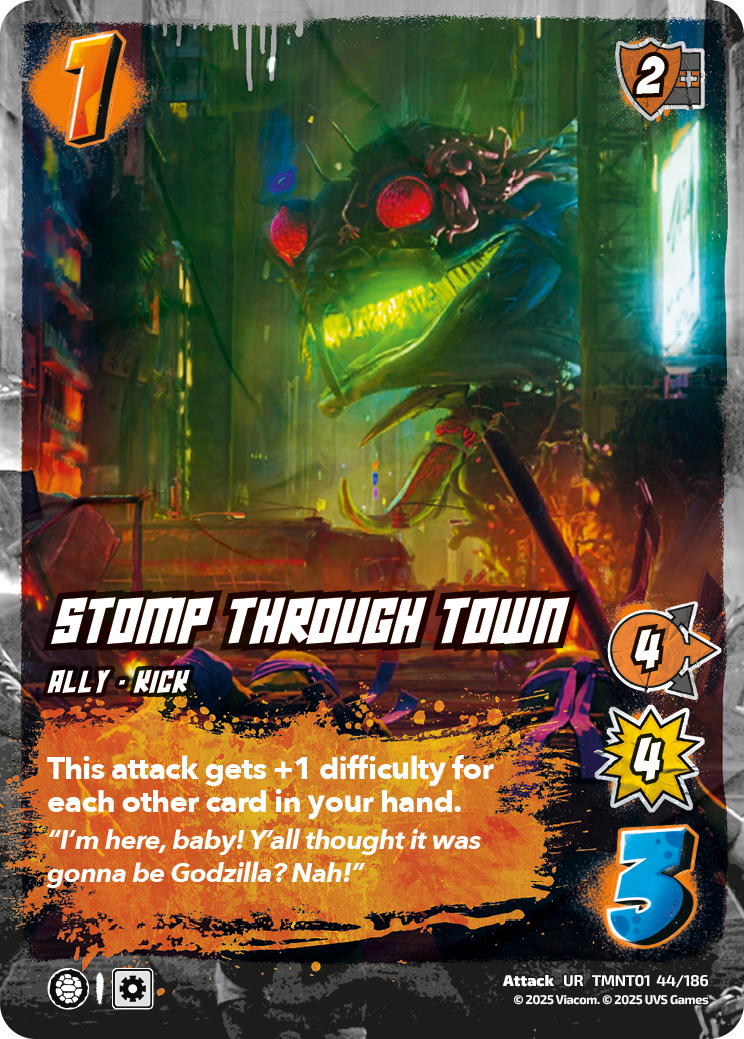 1
2
STOMP THROUGH TOWN
ALLY • KICK
4
4
This attack gets +1 difficulty for
each other card in your hand.
"I'm here, baby! Y'all thought it was
gonna be Godzilla? Nah!"
3
Attack UR TMNT01 44/186
© 2025 Viacom. © 2025 UVS Games